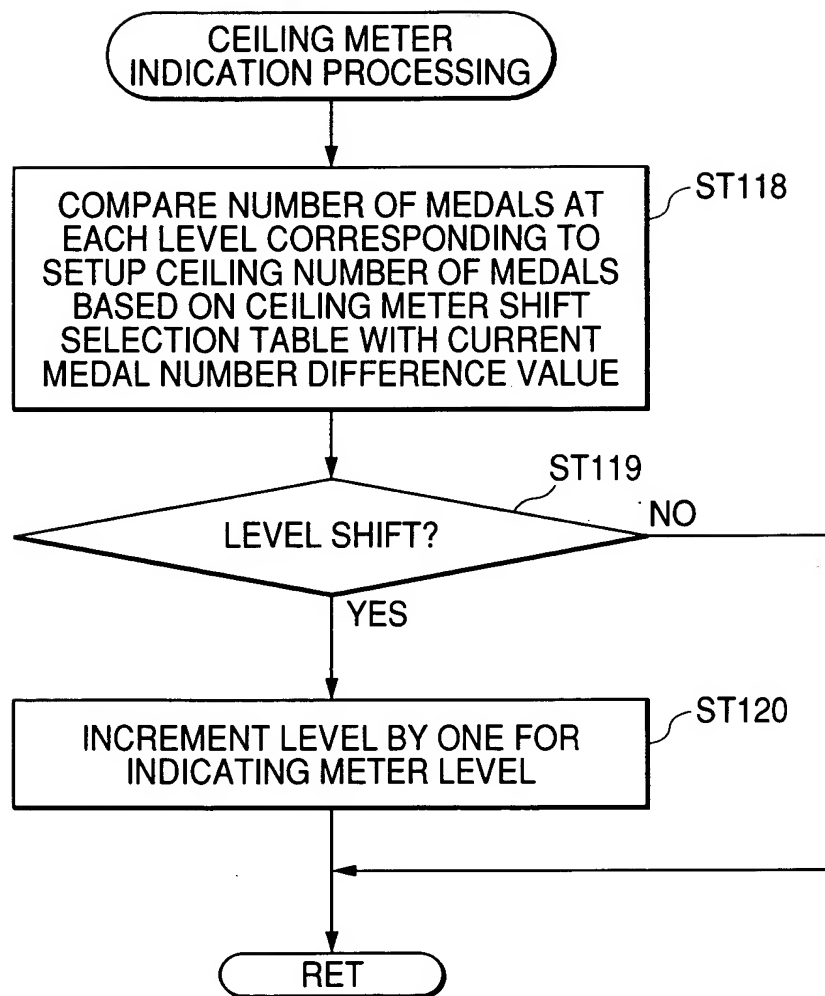 CEILING METER
INDICATION PROCESSING
COMPARE NUMBER OF MEDALS AT
EACH LEVEL CORRESPONDING TO
SETUP CEILING NUMBER OF MEDALS
BASED ON CEILING METER SHIFT
SELECTION TABLE WITH CURRENT
MEDAL NUMBER DIFFERENCE VALUE
ST118
ST119
LEVEL SHIFT?
NO
YES
ST120
INCREMENT LEVEL BY ONE FOR
INDICATING METER LEVEL
RET